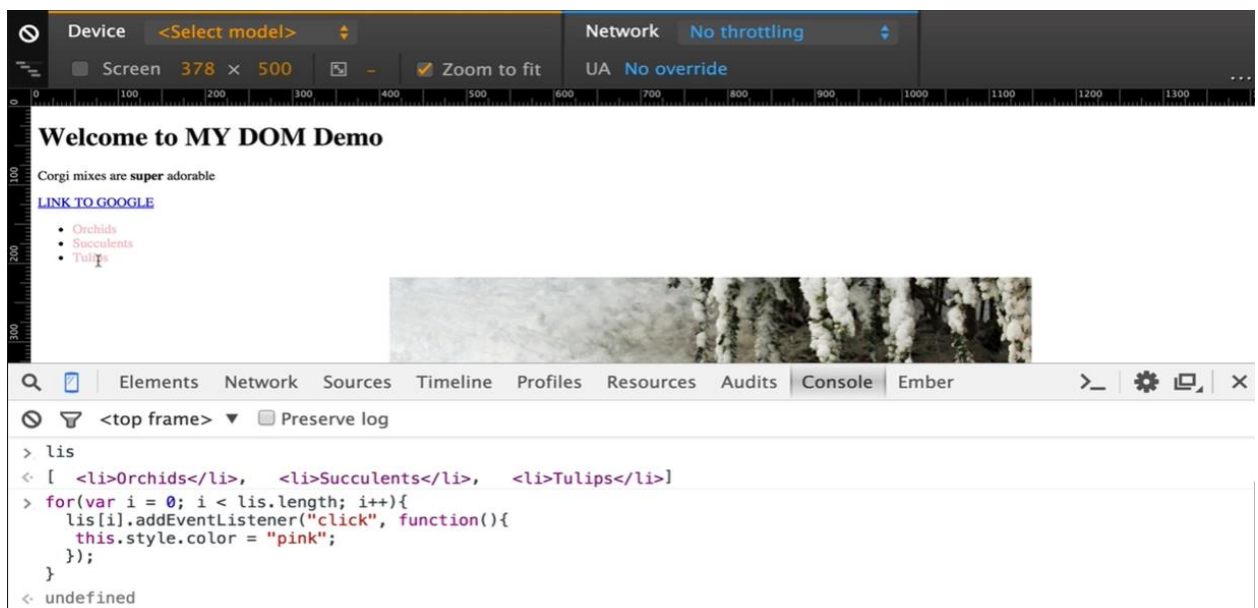 Device <Select model> Network No throttling
Screen 378 × 500 – Zoom to fit UA No override ...
0 100 200 300 400 500 600 700 800 900 1000 1100 1200 1300
0
100
200
300
Welcome to MY DOM Demo
Corgi mixes are super adorable
LINK TO GOOGLE
• Orchids
• Succulents
• Tulips
Elements Network Sources Timeline Profiles Resources Audits Console Ember
<top frame> ▼ Preserve log
> lis
[ <li>Orchids</li>, <li>Succulents</li>, <li>Tulips</li>]
> for(var i = 0; i < lis.length; i++){
lis[i].addEventListener("click", function(){
this.style.color = "pink";
});
}
undefined